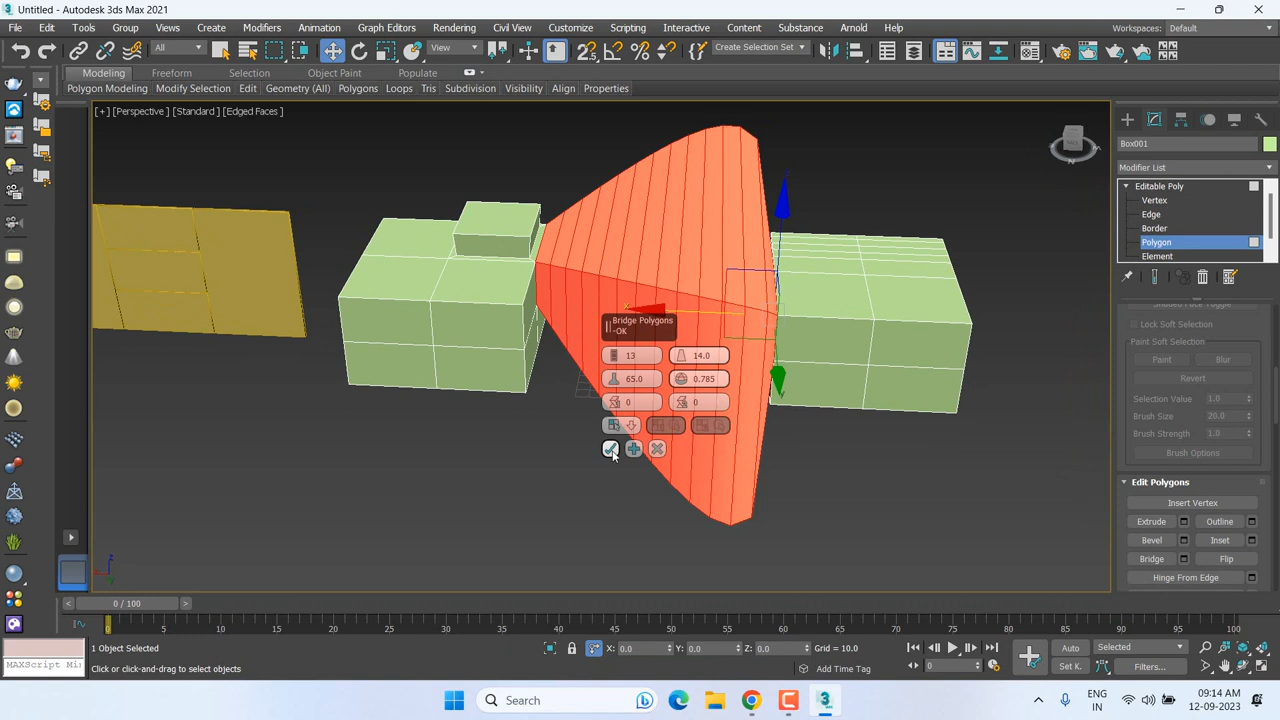 Untitled - Autodesk 3ds Max 2021
File Edit Tools Group Views Create Modifiers Animation Graph Editors Rendering Civil View Customize Scripting Interactive Content Substance Arnold Help
Workspaces: Default
All
View
Create Selection Set
Modeling Freeform Selection Object Paint Populate
Polygon Modeling Modify Selection Edit Geometry (All) Polygons Loops Tris Subdivision Visibility Align Properties
[+] [Perspective ] [Standard ] [Edged Faces ]
Box001
Modifier List
Editable Poly
Vertex
Edge
Border
Polygon
Element
Lock Soft Selection
Paint Soft Selection
Paint Blur
Revert
Selection Value 1.0
Brush Size 20.0
Brush Strength 1.0
Brush Options
Edit Polygons
Insert Vertex
Extrude Outline
Bevel Inset
Bridge Flip
Hinge From Edge
Bridge Polygons
-OK
13 14.0
65.0 0.785
0 0
0 / 100
0 5 10 15 20 25 30 35 40 45 50 55 60 65 70 75 80 85 90 95 100
1 Object Selected
X: 0.0 Y: 0.0 Z: 0.0 Grid = 10.0
Auto Selected
MAXScript Mi
Click or click-and-drag to select objects
Add Time Tag
0
Set K. Filters...
Search
ENG
IN
09:14 AM
12-09-2023